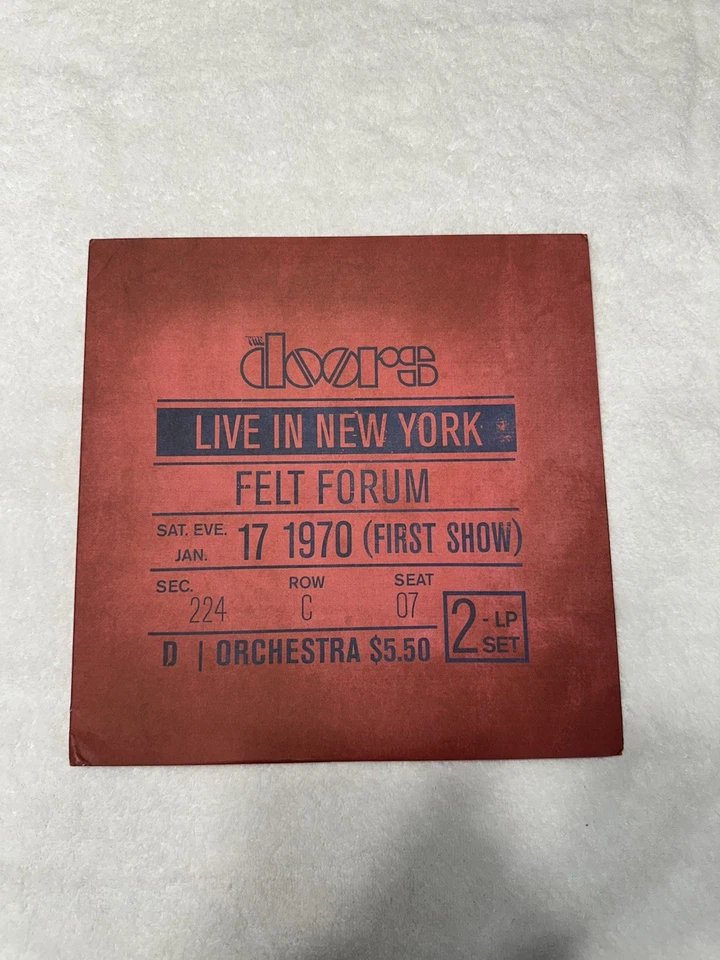 THE
doors
LIVE IN NEW YORK
FELT FORUM
SAT. EVE. JAN. 17 1970 (FIRST SHOW)
SEC. 224 ROW C SEAT 07
D | ORCHESTRA $5.50
2 - LP SET